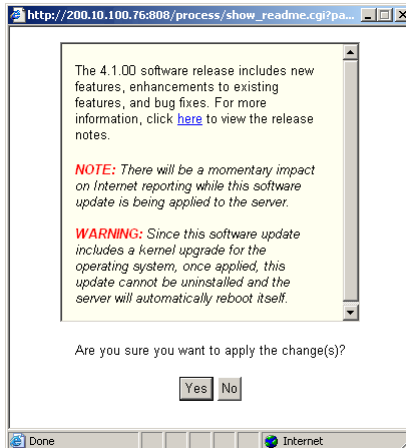 http://200.10.100.76:808/process/show_readme.cgi?pa...
The 4.1.00 software release includes new
features, enhancements to existing
features, and bug fixes. For more
information, click here to view the release
notes.
NOTE: There will be a momentary impact
on Internet reporting while this software
update is being applied to the server.
WARNING: Since this software update
includes a kernel upgrade for the
operating system, once applied, this
update cannot be uninstalled and the
server will automatically reboot itself.
Are you sure you want to apply the change(s)?
Yes No
Done Internet